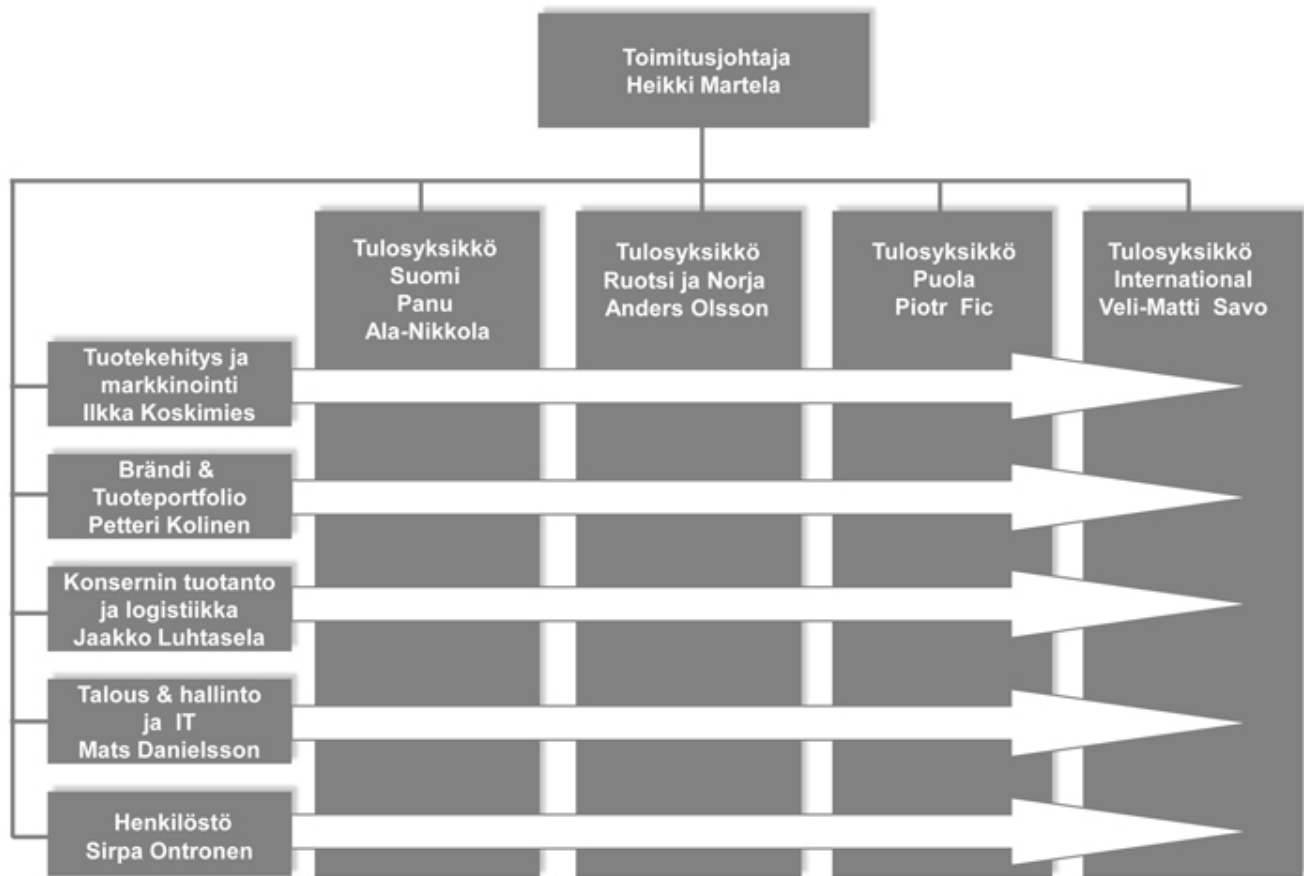 Toimitusjohtaja
Heikki Martela
Tulosyksikkö
Suomi
Panu
Ala-Nikkola
Tulosyksikkö
Ruotsi ja Norja
Anders Olsson
Tulosyksikkö
Puola
Piotr Fic
Tulosyksikkö
International
Veli-Matti Savo
Tuotekehitys ja
markkinointi
Ilkka Koskimies
Brändi &
Tuoteportfolio
Petteri Kolinen
Konsernin tuotanto
ja logistiikka
Jaakko Luhtasela
Talous & hallinto
ja IT
Mats Danielsson
Henkilöstö
Sirpa Ontronen